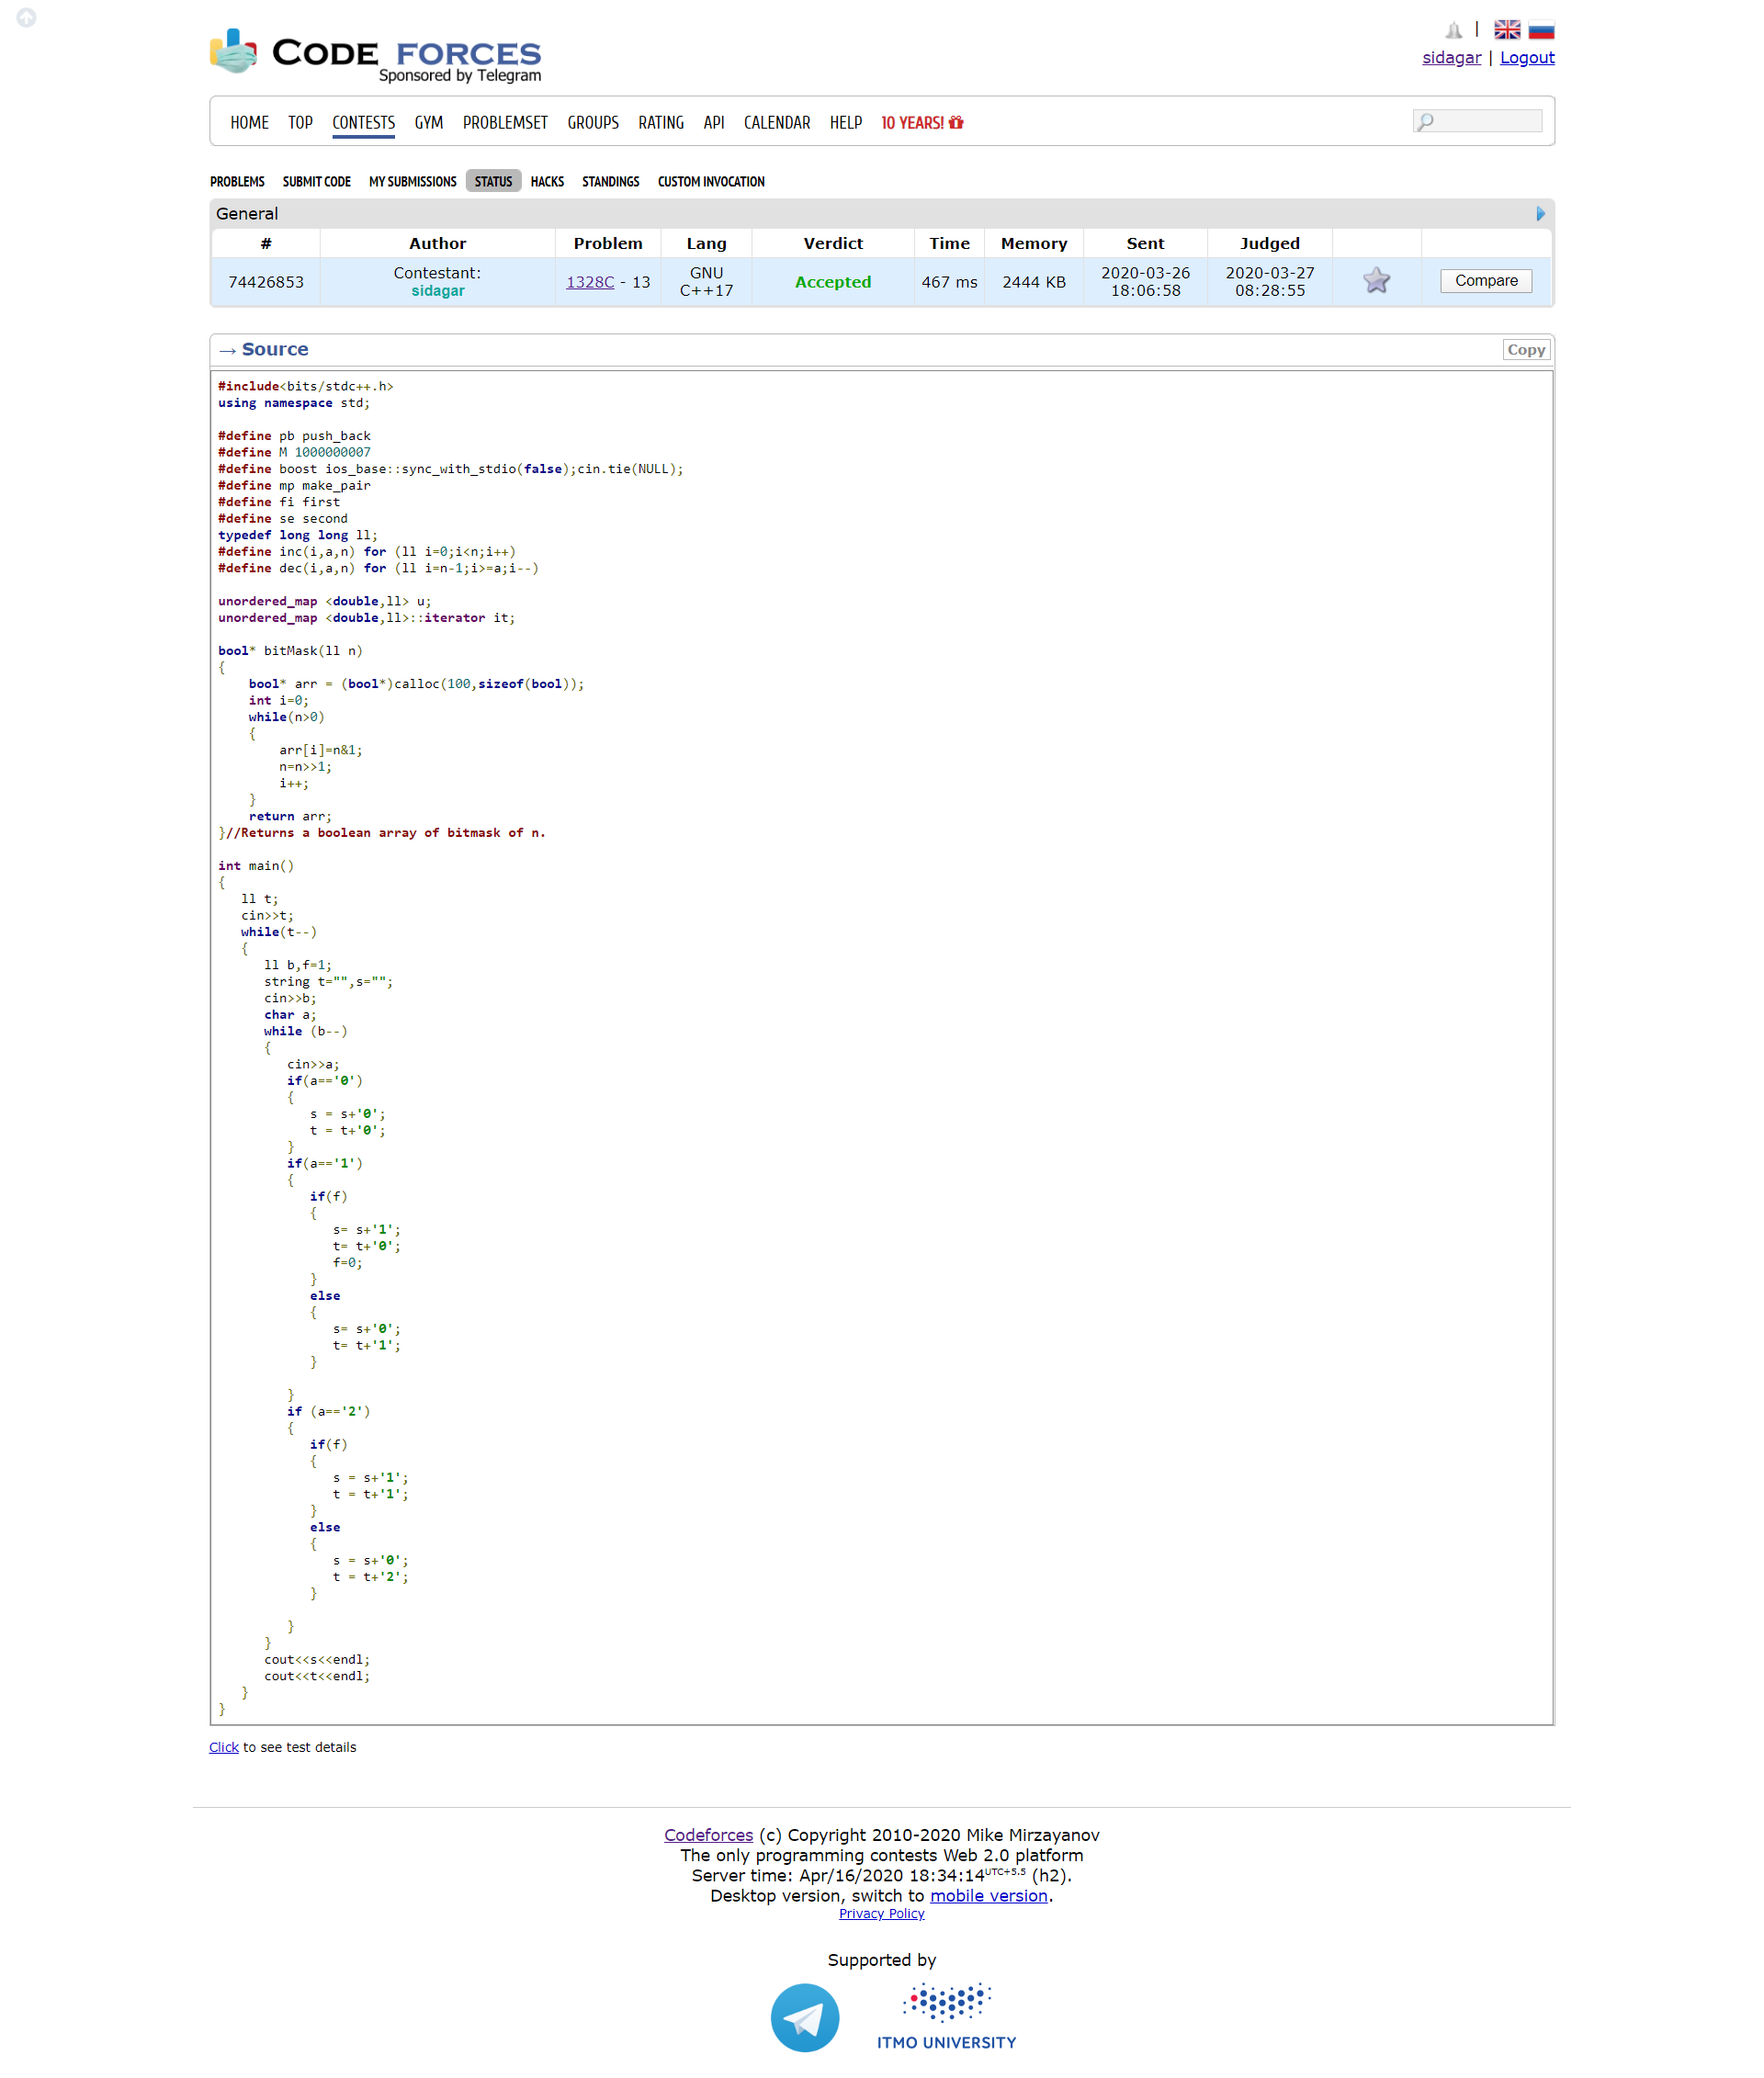 CODE FORCES
Sponsored by Telegram
|
sidagar | Logout
HOME TOP CONTESTS GYM PROBLEMSET GROUPS RATING API CALENDAR HELP 10 YEARS!
PROBLEMS SUBMIT CODE MY SUBMISSIONS STATUS HACKS STANDINGS CUSTOM INVOCATION
General
# Author Problem Lang Verdict Time Memory Sent Judged
74426853 Contestant: sidagar 1328C - 13 GNU C++17 Accepted 467 ms 2444 KB 2020-03-26 18:06:58 2020-03-27 08:28:55 Compare
→ Source Copy
#include<bits/stdc++.h>
using namespace std;
#define pb push_back
#define M 1000000007
#define boost ios_base::sync_with_stdio(false);cin.tie(NULL);
#define mp make_pair
#define fi first
#define se second
typedef long long ll;
#define inc(i,a,n) for (ll i=0;i<n;i++)
#define dec(i,a,n) for (ll i=n-1;i>=a;i--)
unordered_map <double,ll> u;
unordered_map <double,ll>::iterator it;
bool* bitMask(ll n)
{
    bool* arr = (bool*)calloc(100,sizeof(bool));
    int i=0;
    while(n>0)
    {
        arr[i]=n&1;
        n=n>>1;
        i++;
    }
    return arr;
}//Returns a boolean array of bitmask of n.
int main()
{
   ll t;
   cin>>t;
   while(t--)
   {
      ll b,f=1;
      string t="",s="";
      cin>>b;
      char a;
      while (b--)
      {
         cin>>a;
         if(a=='0')
         {
            s = s+'0';
            t = t+'0';
         }
         if(a=='1')
         {
            if(f)
            {
               s= s+'1';
               t= t+'0';
               f=0;
            }
            else
            {
               s= s+'0';
               t= t+'1';
            }
         }
         if (a=='2')
         {
            if(f)
            {
               s = s+'1';
               t = t+'1';
            }
            else
            {
               s = s+'0';
               t = t+'2';
            }
         }
      }
      cout<<s<<endl;
      cout<<t<<endl;
   }
}
Click to see test details
Codeforces (c) Copyright 2010-2020 Mike Mirzayanov
The only programming contests Web 2.0 platform
Server time: Apr/16/2020 18:34:14UTC+5.5 (h2).
Desktop version, switch to mobile version.
Privacy Policy
Supported by
ITMO UNIVERSITY